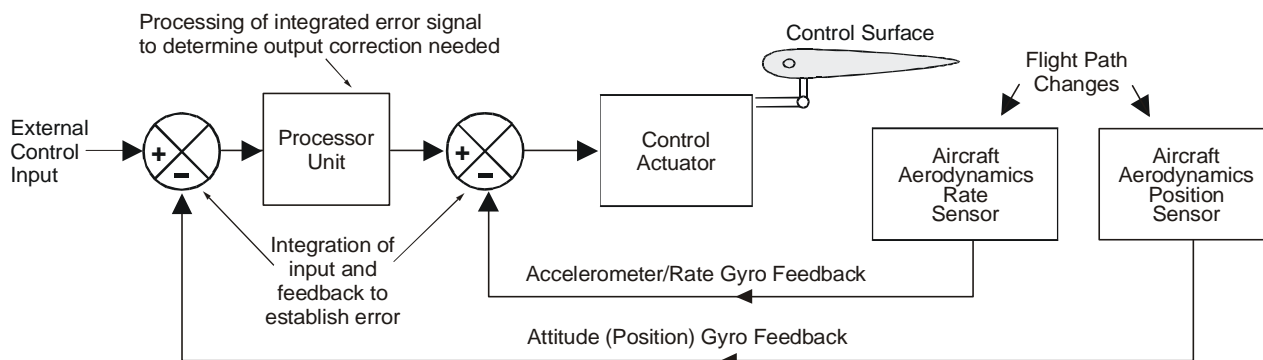 Processing of integrated error signal
to determine output correction needed
Control Surface
Flight Path
Changes
External
Control
Input
+
–
Processor
Unit
+
–
Control
Actuator
Aircraft
Aerodynamics
Rate
Sensor
Aircraft
Aerodynamics
Position
Sensor
Integration of
input and
feedback to
establish error
Accelerometer/Rate Gyro Feedback
Attitude (Position) Gyro Feedback